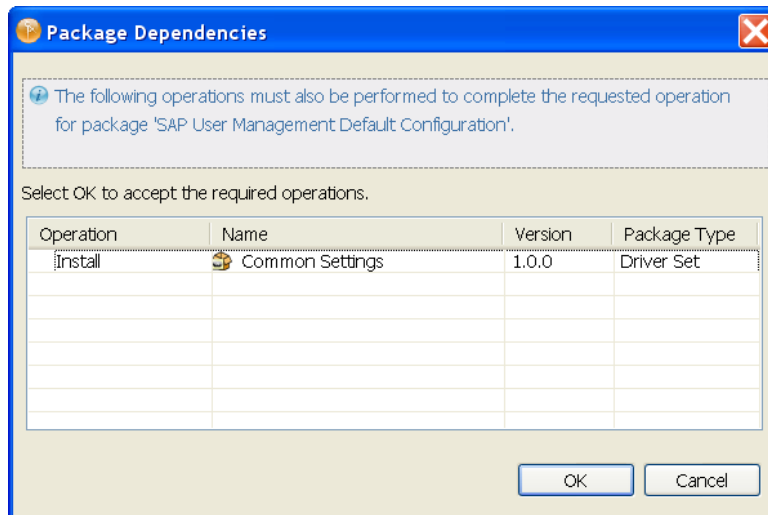 Package Dependencies
The following operations must also be performed to complete the requested operation
for package 'SAP User Management Default Configuration'.
Select OK to accept the required operations.
Operation Name Version Package Type
Install Common Settings 1.0.0 Driver Set
OK Cancel